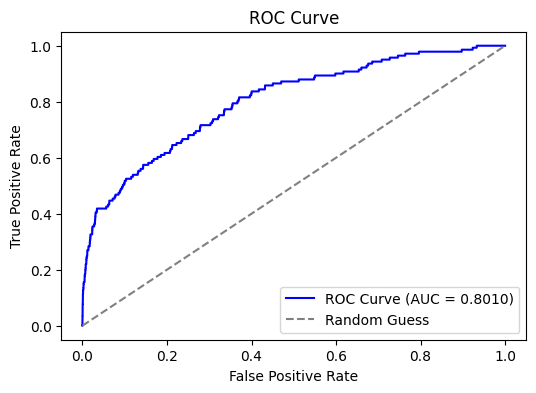 ROC Curve
True Positive Rate
1.0
0.8
0.6
0.4
0.2
0.0
ROC Curve (AUC = 0.8010)
Random Guess
0.0 0.2 0.4 0.6 0.8 1.0
False Positive Rate